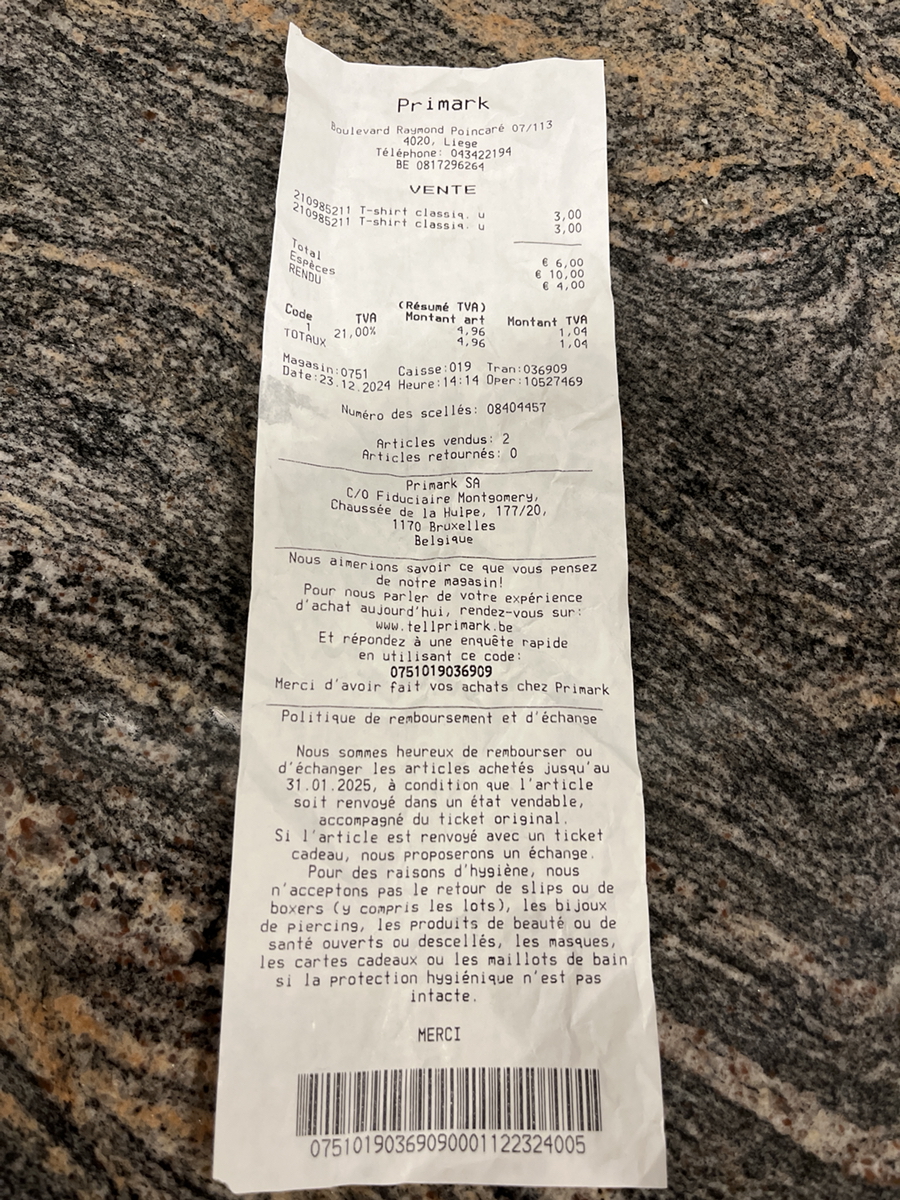 Primark
Boulevard Raymond Poincaré 07/113
4020, Liege
Téléphone: 043422194
BE 0817296264
VENTE
210985211 T-shirt classiq. u 3,00
210985211 T-shirt classiq. u 3,00
Total € 6,00
Espèces € 10,00
RENDU € 4,00
(Résumé TVA)
Code TVA Montant art Montant TVA
1 21,00% 4,96 1,04
TOTAUX 4,96 1,04
Magasin:0751 Caisse:019 Tran:036909
Date:23.12.2024 Heure:14:14 Oper:10527469
Numéro des scellés: 08404457
Articles vendus: 2
Articles retournés: 0
Primark SA
C/O Fiduciaire Montgomery,
Chaussée de la Hulpe, 177/20,
1170 Bruxelles
Belgique
Nous aimerions savoir ce que vous pensez
de notre magasin!
Pour nous parler de votre expérience
d'achat aujourd'hui, rendez-vous sur:
www.tellprimark.be
Et répondez à une enquête rapide
en utilisant ce code:
0751019036909
Merci d'avoir fait vos achats chez Primark
Politique de remboursement et d'échange
Nous sommes heureux de rembourser ou
d'échanger les articles achetés jusqu'au
31.01.2025, à condition que l'article
soit renvoyé dans un état vendable,
accompagné du ticket original.
Si l'article est renvoyé avec un ticket
cadeau, nous proposerons un échange.
Pour des raisons d'hygiène, nous
n'acceptons pas le retour de slips ou de
boxers (y compris les lots), les bijoux
de piercing, les produits de beauté ou de
santé ouverts ou descellés, les masques,
les cartes cadeaux ou les maillots de bain
si la protection hygiénique n'est pas
intacte.
MERCI
07510190369090001122324005